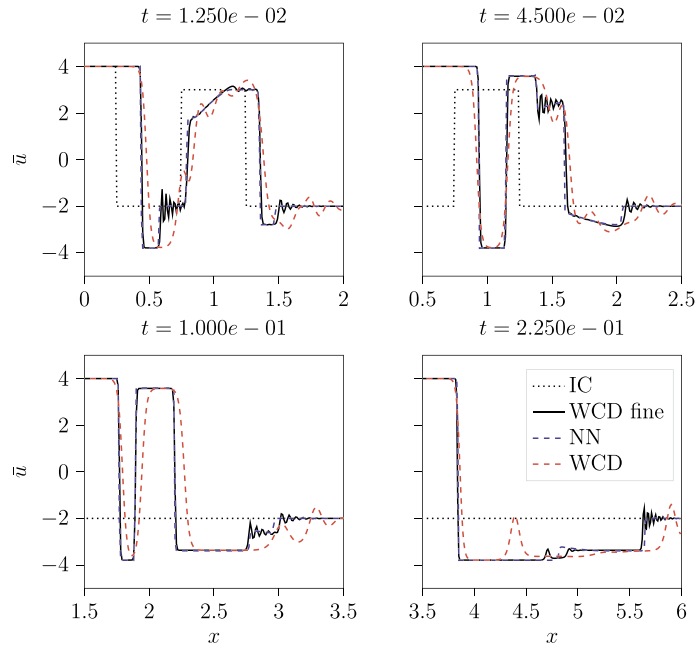 t = 1.250e − 02
t = 4.500e − 02
4
2
0
−2
−4
ū
0
0.5
1
1.5
2
0.5
1
1.5
2
2.5
t = 1.000e − 01
t = 2.250e − 01
4
2
0
−2
−4
ū
1.5
2
2.5
3
3.5
x
3.5
4
4.5
5
5.5
6
x
IC
WCD fine
NN
WCD